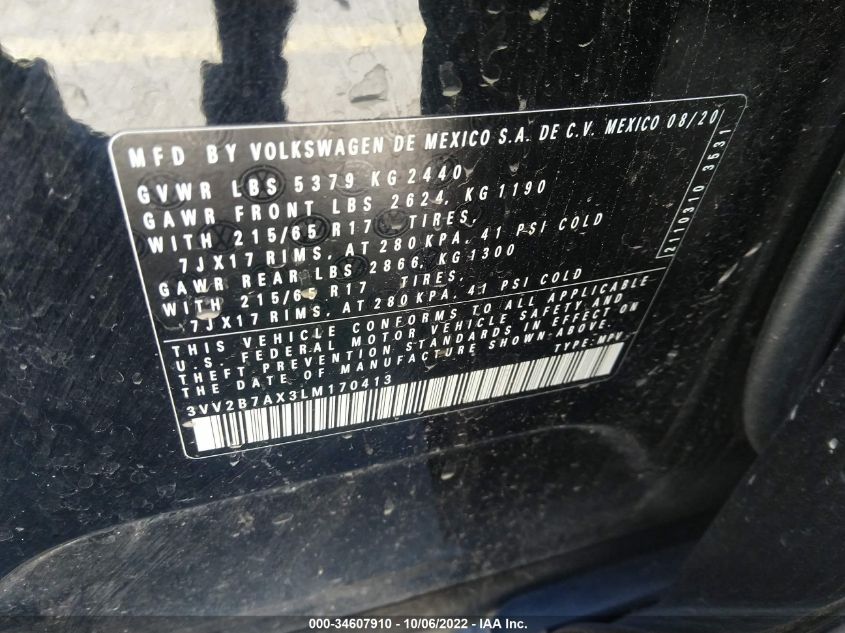 MFD BY VOLKSWAGEN DE MEXICO S.A. DE C.V. MEXICO 08/20
GVWR LBS 5379 KG 2440
GAWR FRONT LBS 2624, KG 1190
WITH 215/65 R17 TIRES,
7JX17 RIMS, AT 280 KPA, 41 PSI COLD
GAWR REAR LBS 2866, KG 1300
WITH 215/65 R17 TIRES,
7JX17 RIMS, AT 280 KPA, 41 PSI COLD
THIS VEHICLE CONFORMS TO ALL APPLICABLE
U.S. FEDERAL MOTOR VEHICLE SAFETY AND
THEFT PREVENTION STANDARDS IN EFFECT ON
THE DATE OF MANUFACTURE SHOWN ABOVE.
TYPE: MPV
3VV2B7AX3LM170413
2110310 3531
000-34607910 - 10/06/2022 - IAA Inc.